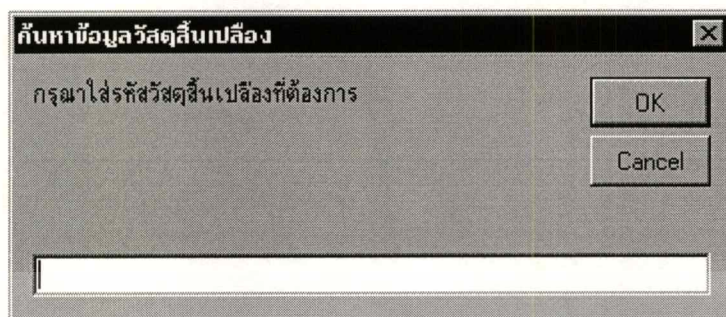 ค้นหาข้อมูลวัสดุสิ้นเปลือง
กรุณาใส่รหัสวัสดุสิ้นเปลืองที่ต้องการ
OK
Cancel